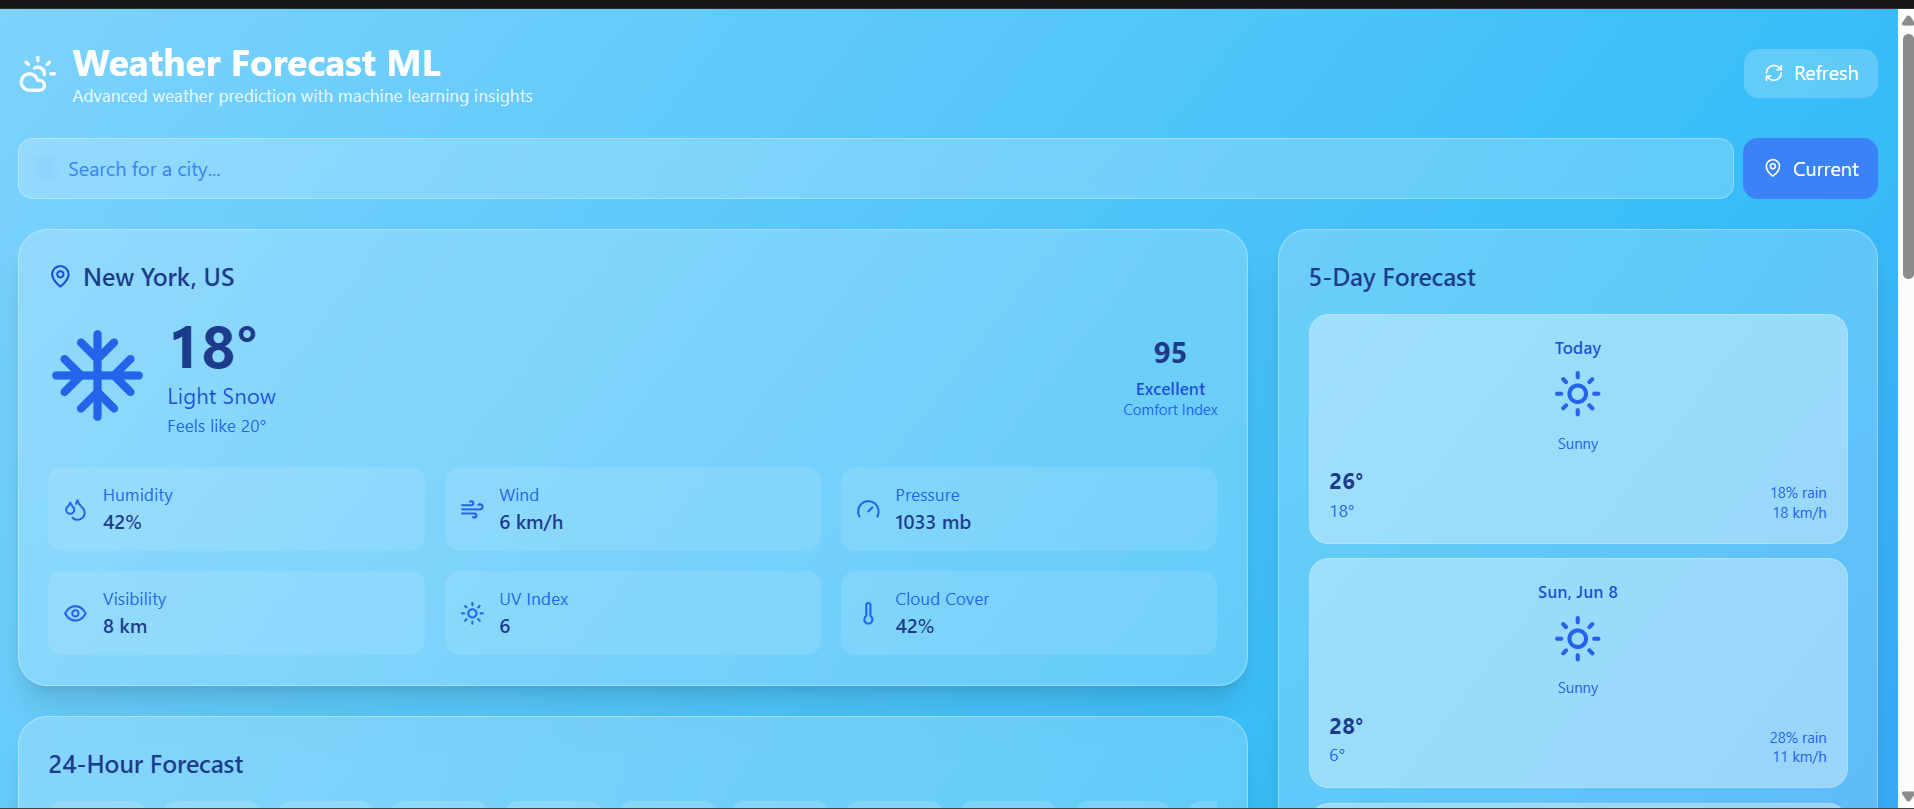 Weather Forecast ML
Advanced weather prediction with machine learning insights
Refresh
Search for a city...
Current
New York, US
18°
Light Snow
Feels like 20°
95
Excellent
Comfort Index
Humidity
42%
Wind
6 km/h
Pressure
1033 mb
Visibility
8 km
UV Index
6
Cloud Cover
42%
24-Hour Forecast
5-Day Forecast
Today
Sunny
26°
18°
18% rain
18 km/h
Sun, Jun 8
Sunny
28°
6°
28% rain
11 km/h